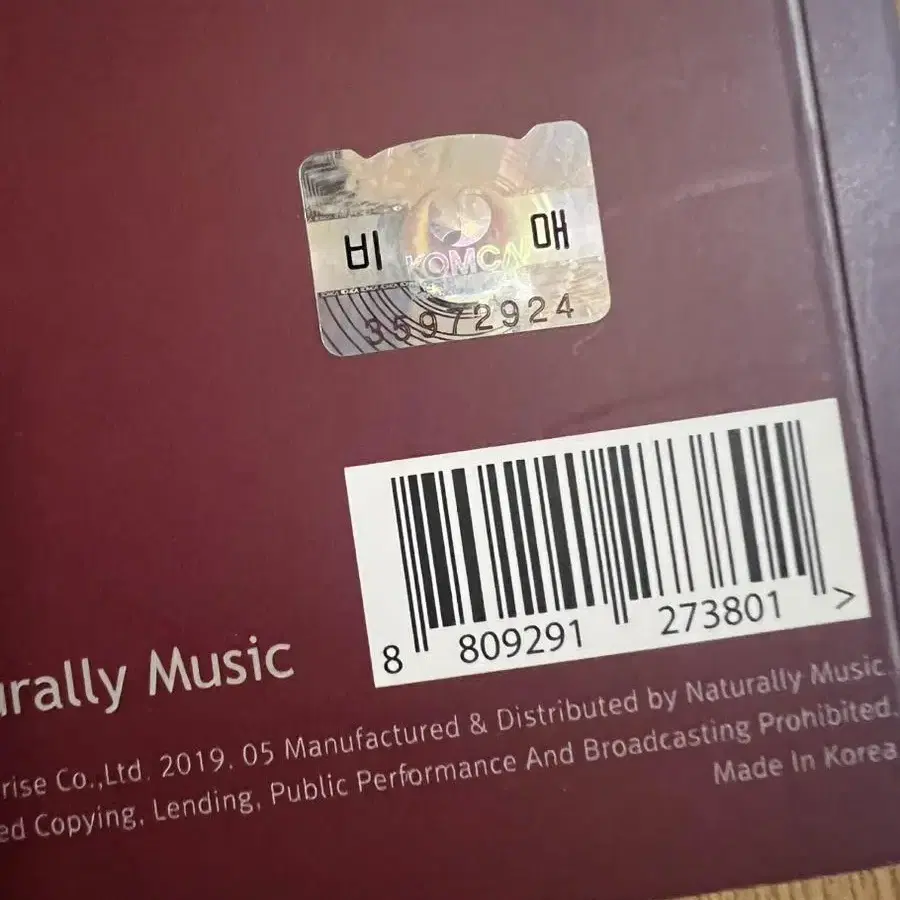 비 매
KOMCA
35972924
8 809291 273801 >
urally Music
rise Co.,Ltd. 2019. 05 Manufactured & Distributed by Naturally Music.
ed Copying, Lending, Public Performance And Broadcasting Prohibited.
Made In Korea